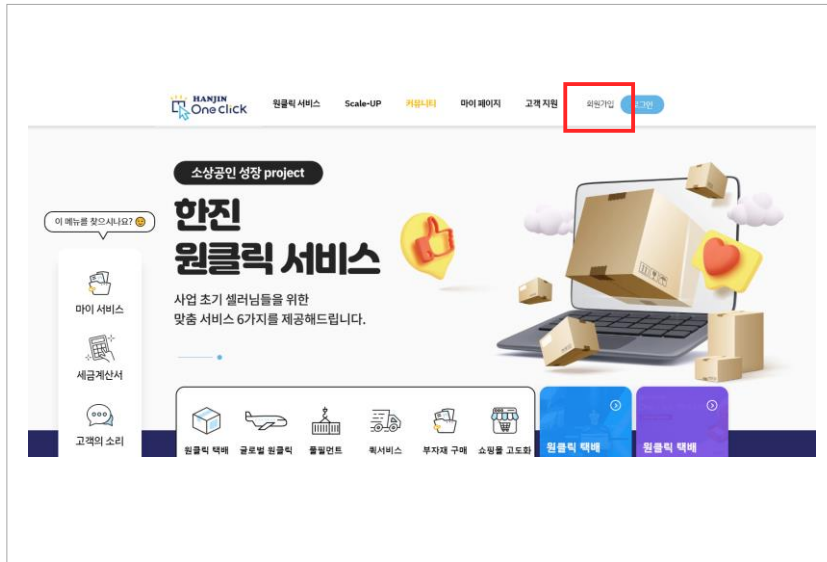 HANJIN
One click
원클릭 서비스 Scale-UP 커뮤니티 마이 페이지 고객 지원 회원가입 로그인
소상공인 성장 project
한진
원클릭 서비스
사업 초기 셀러님들을 위한
맞춤 서비스 6가지를 제공해드립니다.
이 메뉴를 찾으시나요?
마이 서비스
세금계산서
고객의 소리
원클릭 택배 글로벌 원클릭 풀필먼트 퀵서비스 부자재 구매 쇼핑몰 고도화
원클릭 택배
원클릭 택배